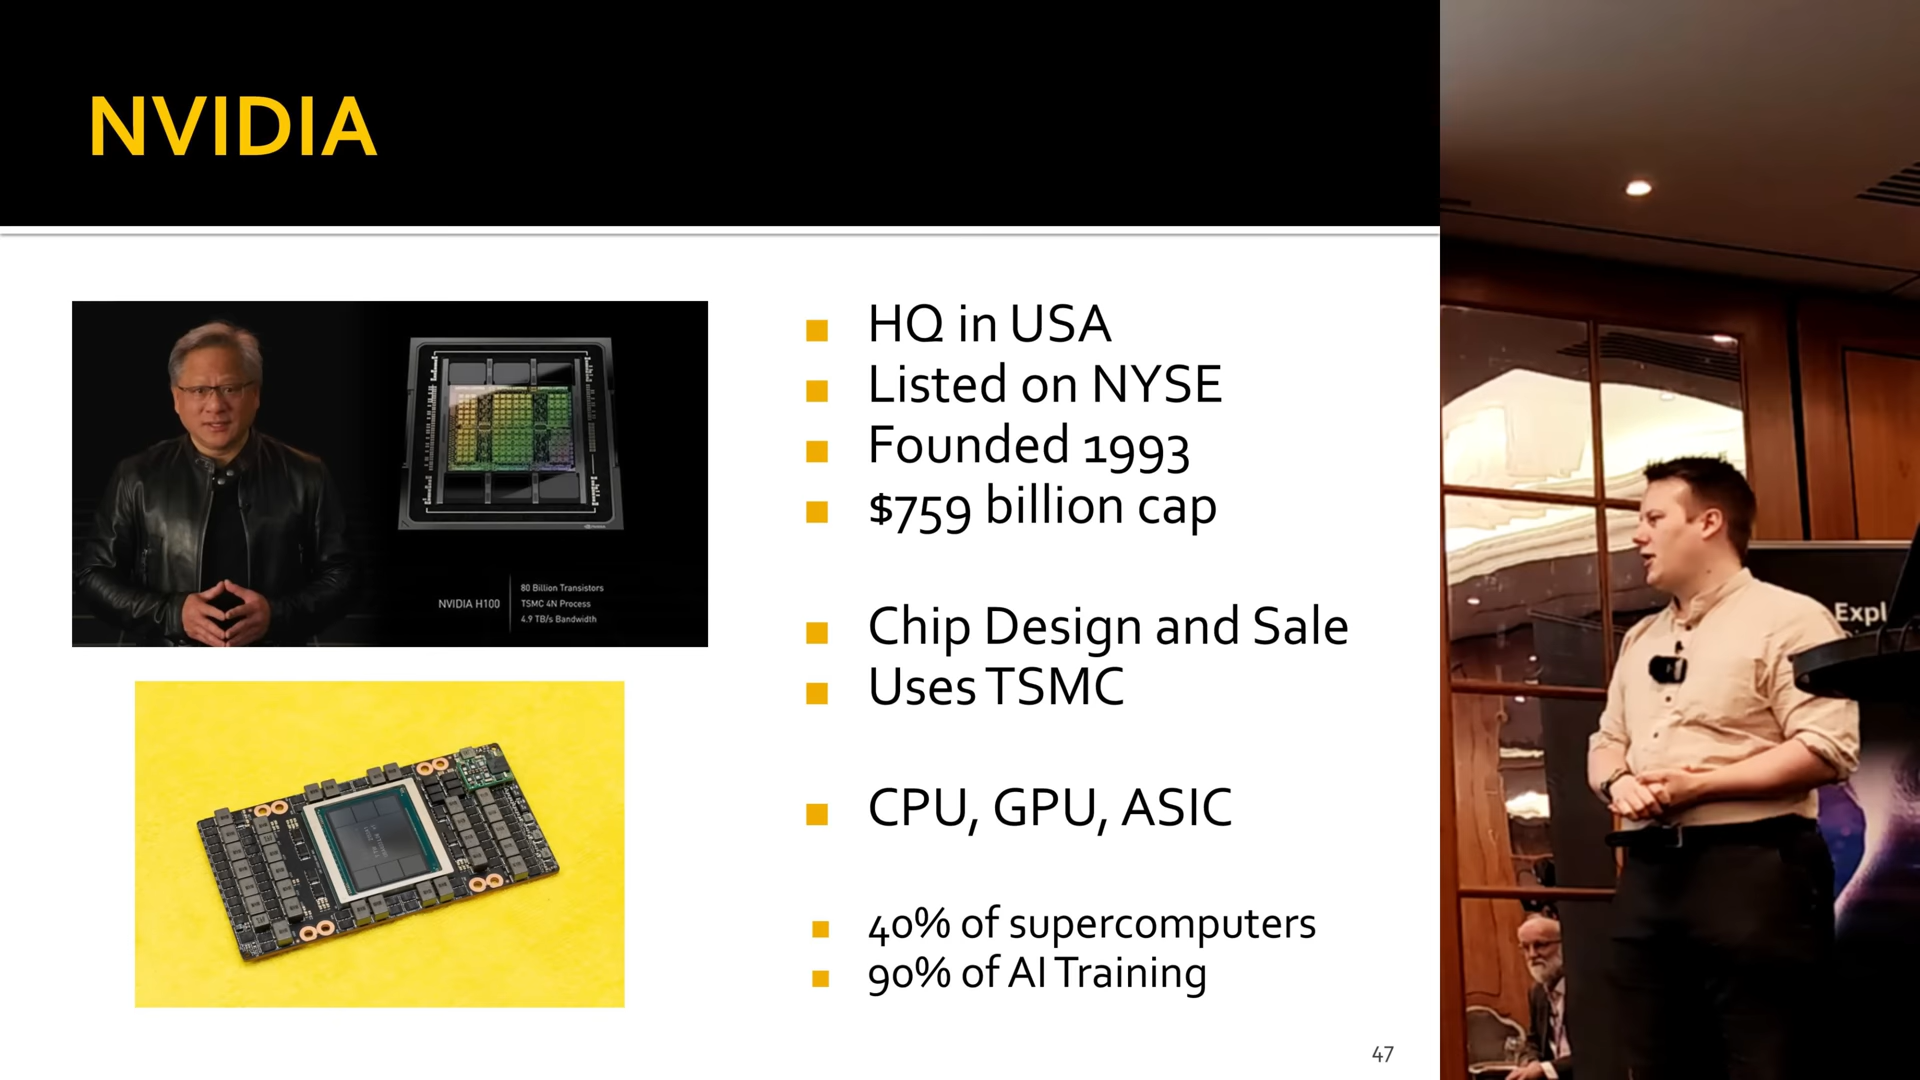 NVIDIA
NVIDIA H100
80 Billion Transistors
TSMC 4N Process
4.9 TB/s Bandwidth
HQ in USA
Listed on NYSE
Founded 1993
$759 billion cap
Chip Design and Sale
Uses TSMC
CPU, GPU, ASIC
40% of supercomputers
90% of AI Training
47
Expl